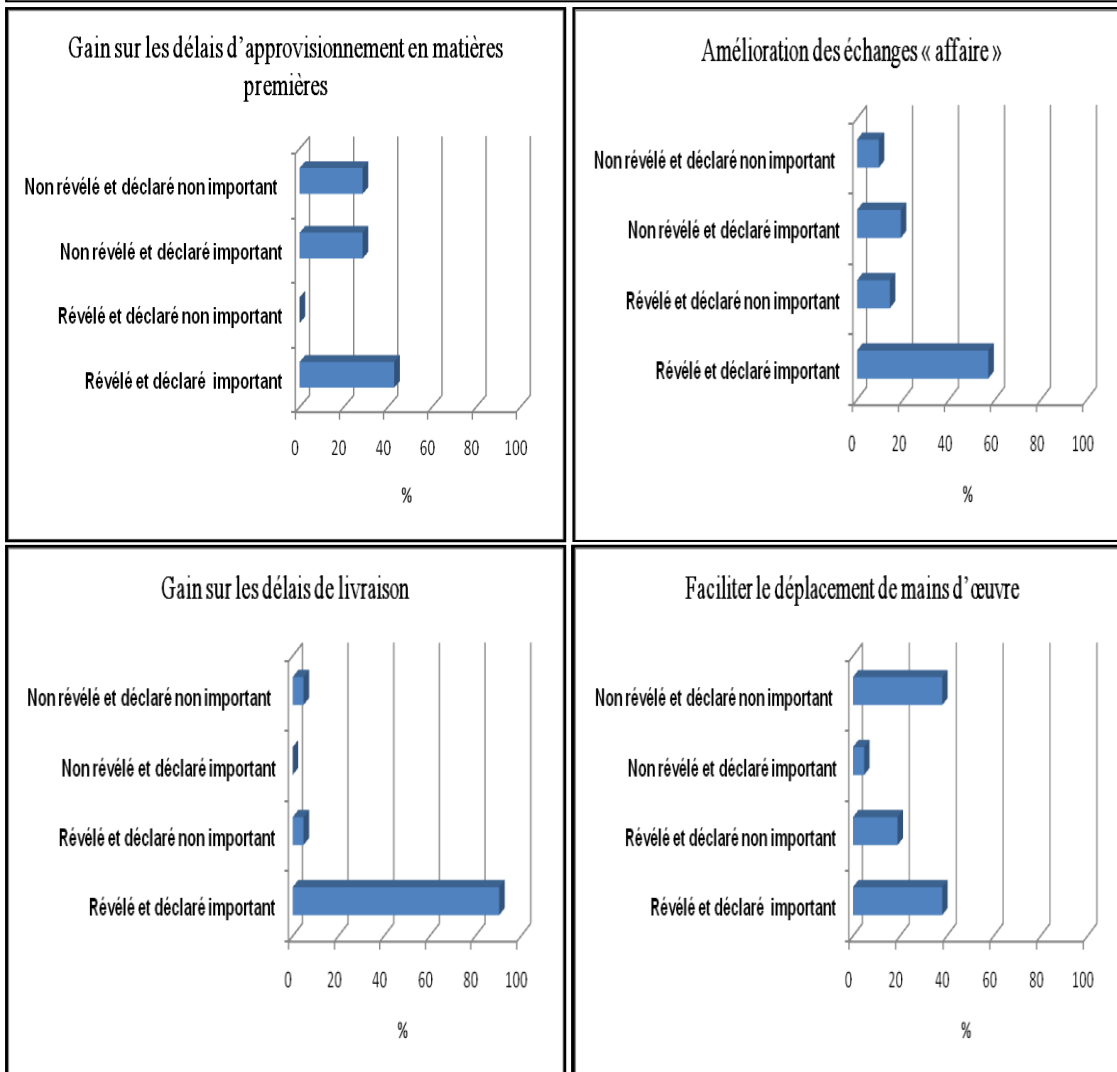 Gain sur les délais d’approvisionnement en matières
premières
Non révélé et déclaré non important
Non révélé et déclaré important
Révélé et déclaré non important
Révélé et déclaré important
0 20 40 60 80 100
%
Amélioration des échanges « affaire »
Non révélé et déclaré non important
Non révélé et déclaré important
Révélé et déclaré non important
Révélé et déclaré important
0 20 40 60 80 100
%
Gain sur les délais de livraison
Non révélé et déclaré non important
Non révélé et déclaré important
Révélé et déclaré non important
Révélé et déclaré important
0 20 40 60 80 100
%
Faciliter le déplacement de mains d’œuvre
Non révélé et déclaré non important
Non révélé et déclaré important
Révélé et déclaré non important
Révélé et déclaré important
0 20 40 60 80 100
%